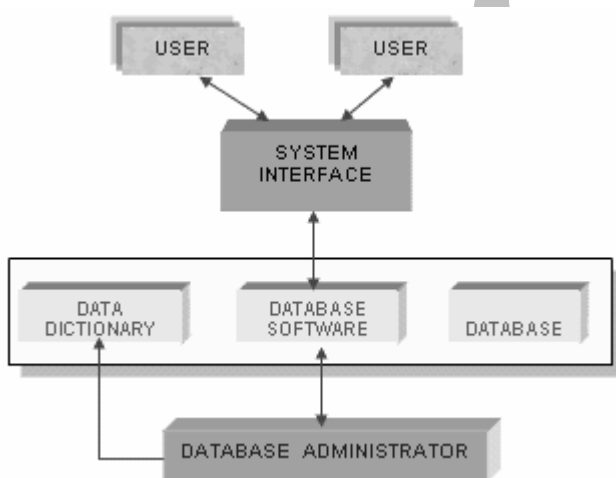 USER
USER
SYSTEM
INTERFACE
DATA
DICTIONARY
DATABASE
SOFTWARE
DATABASE
DATABASE ADMINISTRATOR